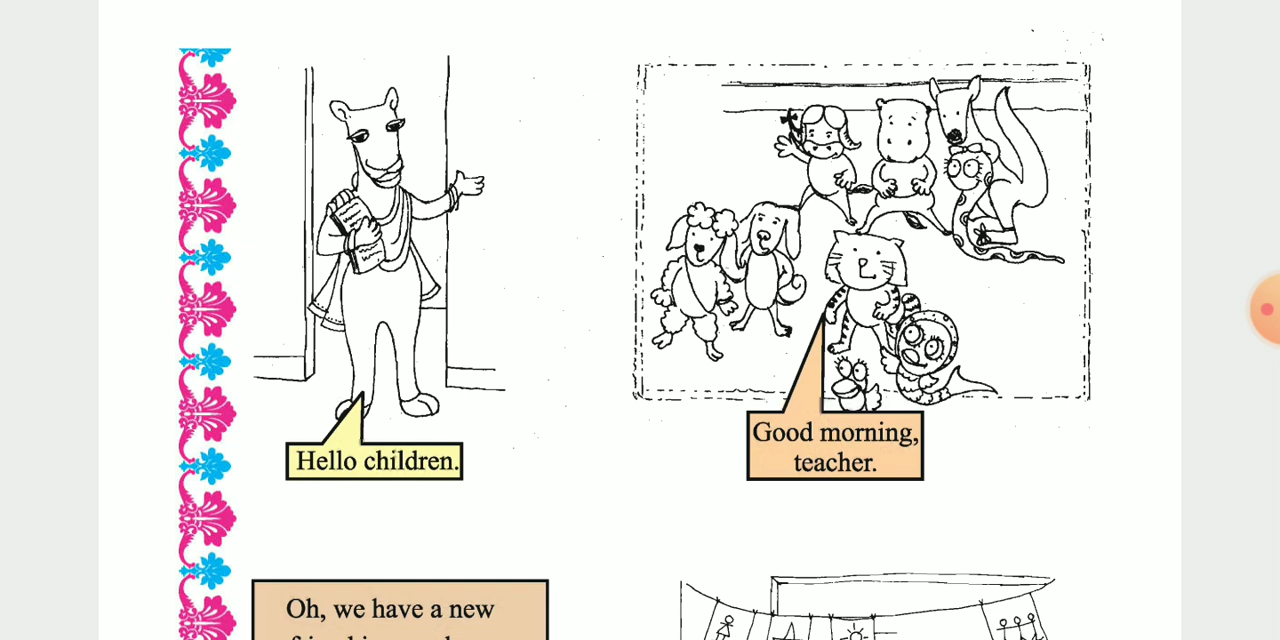 Hello children.
Good morning,
teacher.
Oh, we have a new